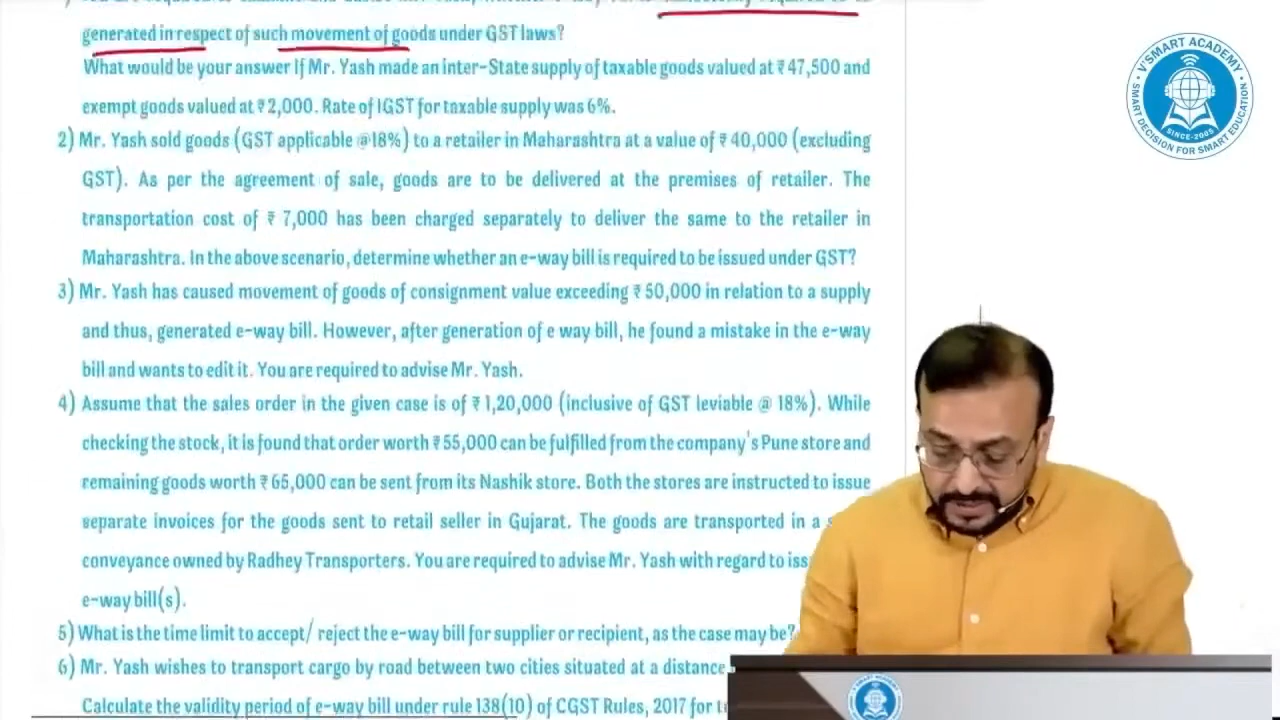 generated in respect of such movement of goods under GST laws?
What would be your answer if Mr. Yash made an inter-State supply of taxable goods valued at ₹ 47,500 and
exempt goods valued at ₹ 2,000. Rate of IGST for taxable supply was 6%.
2) Mr. Yash sold goods (GST applicable @18%) to a retailer in Maharashtra at a value of ₹ 40,000 (excluding
GST). As per the agreement of sale, goods are to be delivered at the premises of retailer. The
transportation cost of ₹ 7,000 has been charged separately to deliver the same to the retailer in
Maharashtra. In the above scenario, determine whether an e-way bill is required to be issued under GST?
3) Mr. Yash has caused movement of goods of consignment value exceeding ₹ 50,000 in relation to a supply
and thus, generated e-way bill. However, after generation of e way bill, he found a mistake in the e-way
bill and wants to edit it. You are required to advise Mr. Yash.
4) Assume that the sales order in the given case is of ₹ 1,20,000 (inclusive of GST leviable @ 18%). While
checking the stock, it is found that order worth ₹ 55,000 can be fulfilled from the company's Pune store and
remaining goods worth ₹ 65,000 can be sent from its Nashik store. Both the stores are instructed to issue
separate invoices for the goods sent to retail seller in Gujarat. The goods are transported in a
conveyance owned by Radhey Transporters. You are required to advise Mr. Yash with regard to
e-way bill(s).
5) What is the time limit to accept/ reject the e-way bill for supplier or recipient, as the case may be?
6) Mr. Yash wishes to transport cargo by road between two cities situated at a distance
Calculate the validity period of e-way bill under rule 138(10) of CGST Rules, 2017 for
V'SMART ACADEMY
SINCE-2005
SMART DECISION FOR SMART EDUCATION